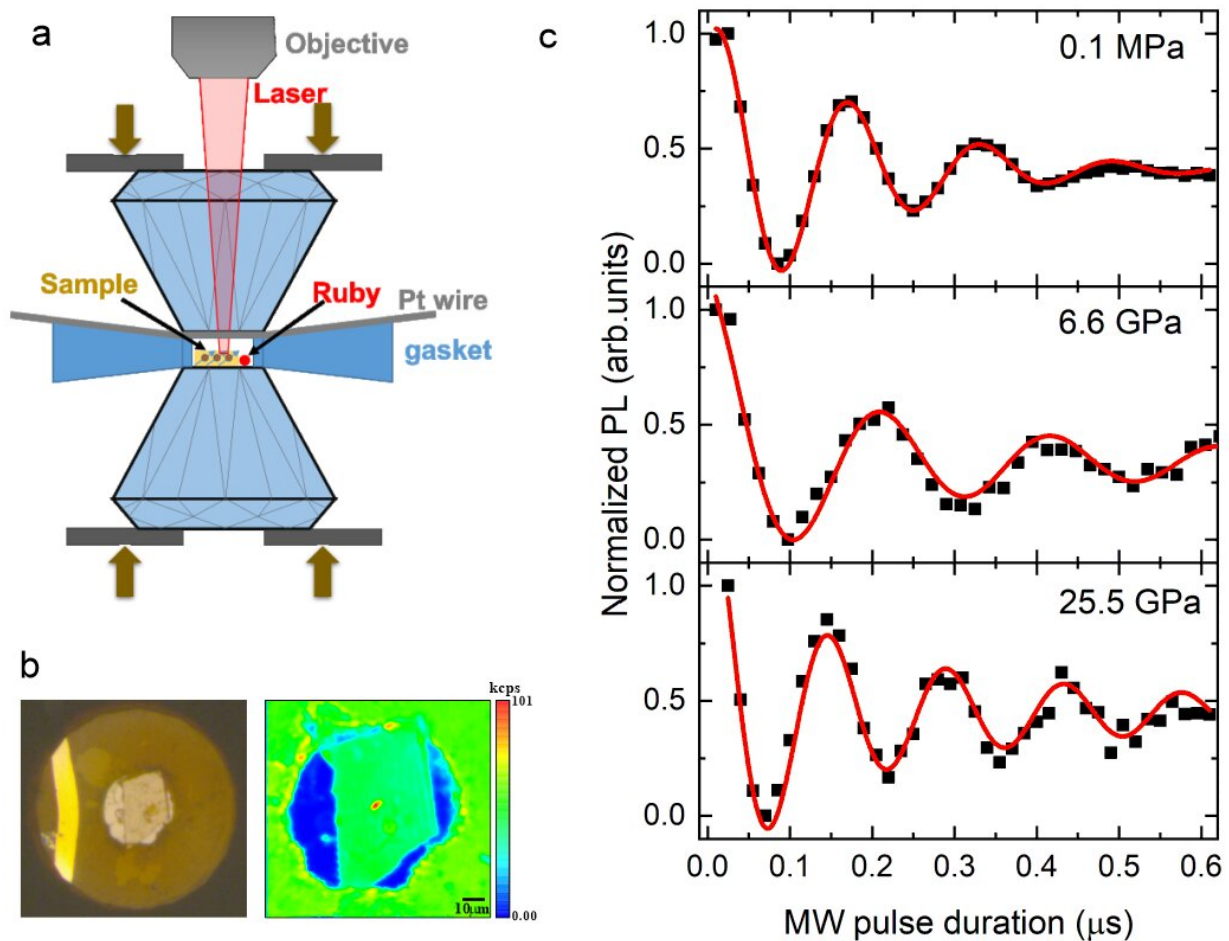 a
Objective
Laser
Sample
Ruby
Pt wire
gasket
b
kcps
101
10μm
0.00
c
Normalized PL (arb.units)
1.0
0.5
0.0
0.1 MPa
1.0
0.5
0.0
6.6 GPa
1.0
0.5
0.0
25.5 GPa
0.0 0.1 0.2 0.3 0.4 0.5 0.6
MW pulse duration (μs)